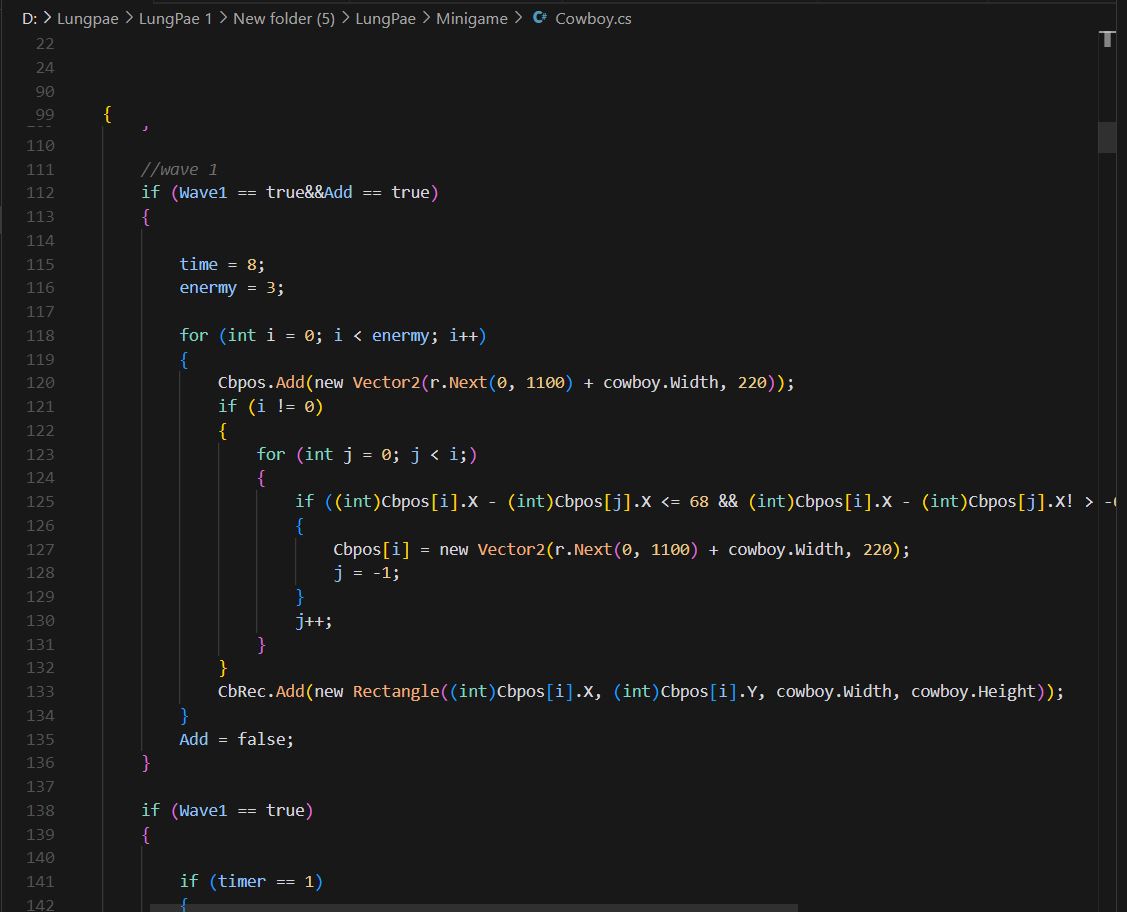 D: > Lungpae > LungPae 1 > New folder (5) > LungPae > Minigame > C# Cowboy.cs
22
24
90
99 {
}
110
111 //wave 1
112 if (Wave1 == true&&Add == true)
113 {
114
115 time = 8;
116 enermy = 3;
117
118 for (int i = 0; i < enermy; i++)
119 {
120 Cbpos.Add(new Vector2(r.Next(0, 1100) + cowboy.Width, 220));
121 if (i != 0)
122 {
123 for (int j = 0; j < i;)
124 {
125 if ((int)Cbpos[i].X - (int)Cbpos[j].X <= 68 && (int)Cbpos[i].X - (int)Cbpos[j].X! > -
126 {
127 Cbpos[i] = new Vector2(r.Next(0, 1100) + cowboy.Width, 220);
128 j = -1;
129 }
130 j++;
131 }
132 }
133 CbRec.Add(new Rectangle((int)Cbpos[i].X, (int)Cbpos[i].Y, cowboy.Width, cowboy.Height));
134 }
135 Add = false;
136 }
137
138 if (Wave1 == true)
139 {
140
141 if (timer == 1)
142 {